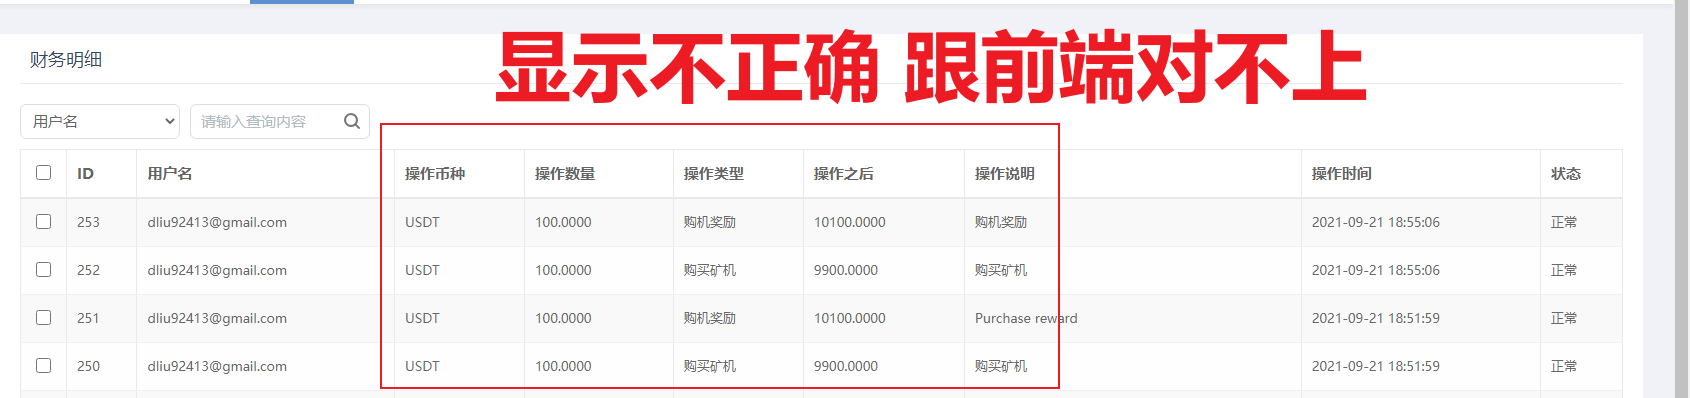 显示不正确 跟前端对不上
财务明细
用户名 请输入查询内容
ID 用户名 操作币种 操作数量 操作类型 操作之后 操作说明 操作时间 状态
253 dliu92413@gmail.com USDT 100.0000 购机奖励 10100.0000 购机奖励 2021-09-21 18:55:06 正常
252 dliu92413@gmail.com USDT 100.0000 购买矿机 9900.0000 购买矿机 2021-09-21 18:55:06 正常
251 dliu92413@gmail.com USDT 100.0000 购机奖励 10100.0000 Purchase reward 2021-09-21 18:51:59 正常
250 dliu92413@gmail.com USDT 100.0000 购买矿机 9900.0000 购买矿机 2021-09-21 18:51:59 正常